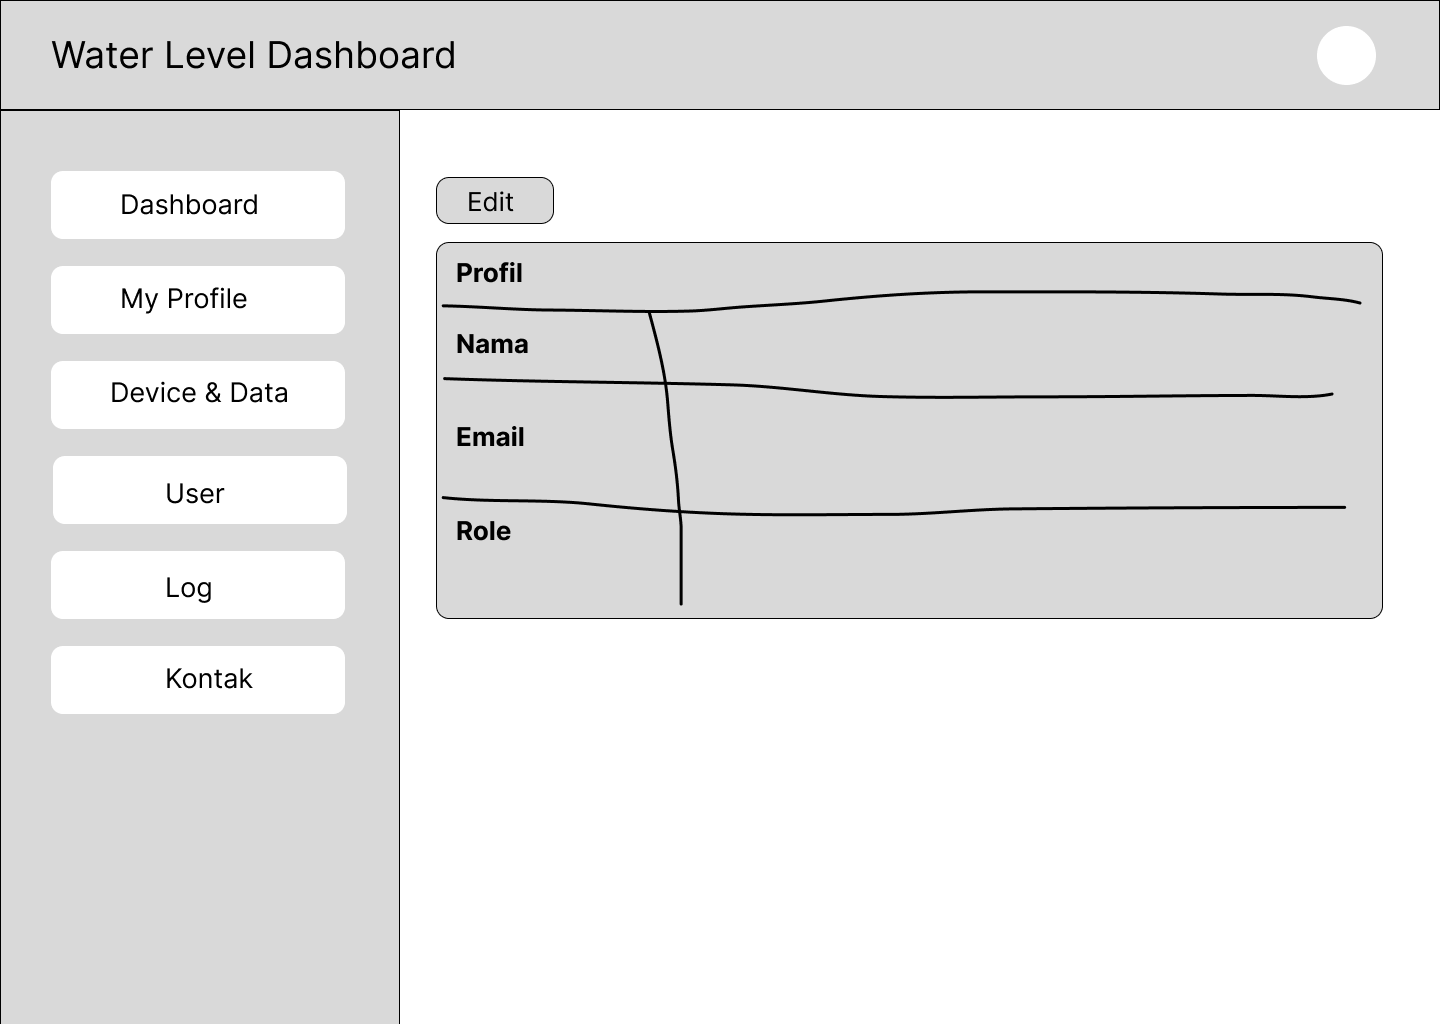 Water Level Dashboard
Dashboard
My Profile
Device & Data
User
Log
Kontak
Edit
Profil
Nama
Email
Role